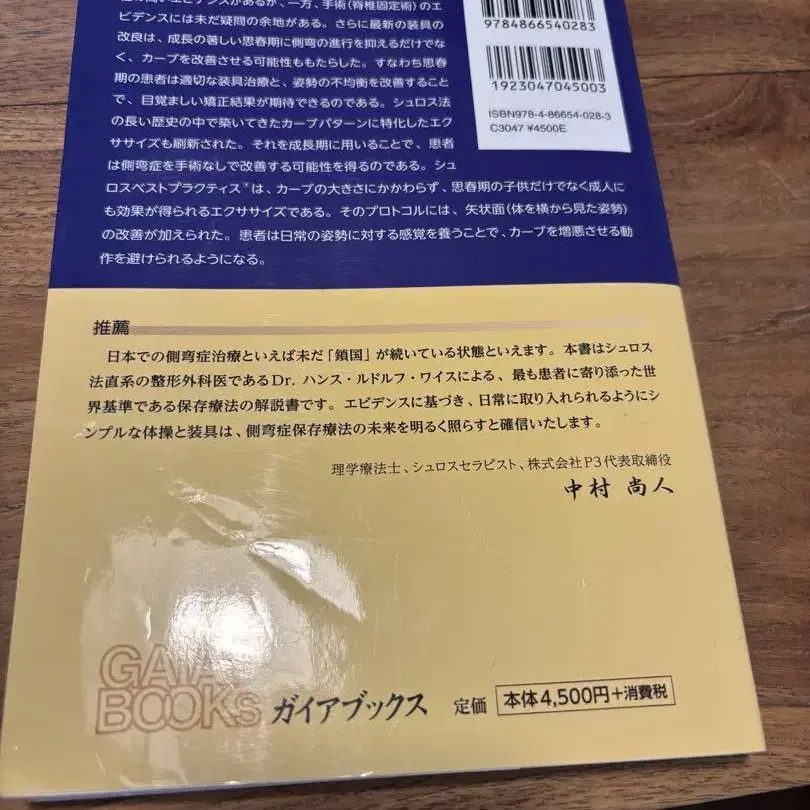 性の高いエビデンスがあるが、一方、手術(脊椎固定術)のエ
ビデンスには未だ疑問の余地がある。さらに最新の装具の
改良は、成長の著しい思春期に側弯の進行を抑えるだけでな
く、カーブを改善させる可能性ももたらした。すなわち思春
期の患者は適切な装具治療と、姿勢の不均衡を改善すること
で、目覚ましい矯正結果が期待できるのである。シュロス法
の長い歴史の中で築いてきたカーブパターンに特化したエク
ササイズも刷新された。それを成長期に用いることで、患者
は側弯症を手術なしで改善する可能性を得るのである。シュ
ロスベストプラクティス®は、カーブの大きさにかかわらず、思春期の子供だけでなく成人に
も効果が得られるエクササイズである。そのプロトコルには、矢状面(体を横から見た姿勢)
の改善が加えられた。患者は日常の姿勢に対する感覚を養うことで、カーブを増悪させる動
作を避けられるようになる。
9784866540283
1923047045003
ISBN978-4-86654-028-3
C3047 ¥4500E
推薦
日本での側弯症治療といえば未だ「鎖国」が続いている状態といえます。本書はシュロス
法直系の整形外科医であるDr. ハンス・ルドルフ・ワイスによる、最も患者に寄り添った世
界基準である保存療法の解説書です。エビデンスに基づき、日常に取り入れられるようにシ
ンプルな体操と装具は、側弯症保存療法の未来を明るく照らすと確信いたします。
理学療法士、シュロスセラピスト、株式会社P3代表取締役
中村 尚人
GAIA
BOOKS ガイアブックス 定価 本体4,500円+消費税